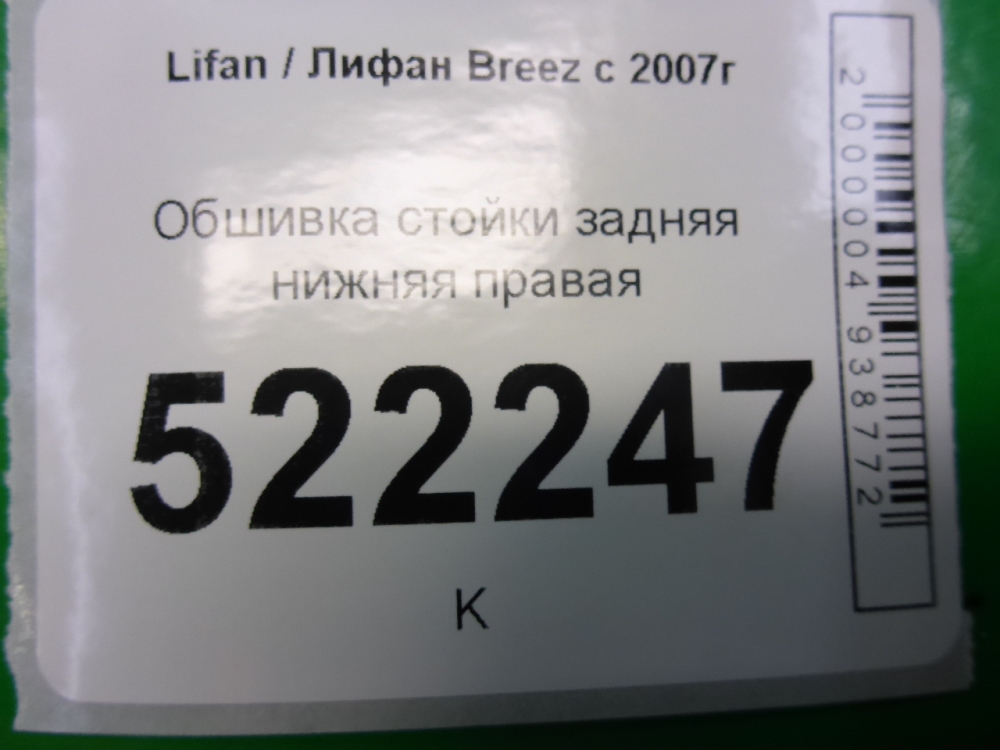 Lifan / Лифан Breez с 2007г
Обшивка стойки задняя
нижняя правая
522247
К
2000004938772